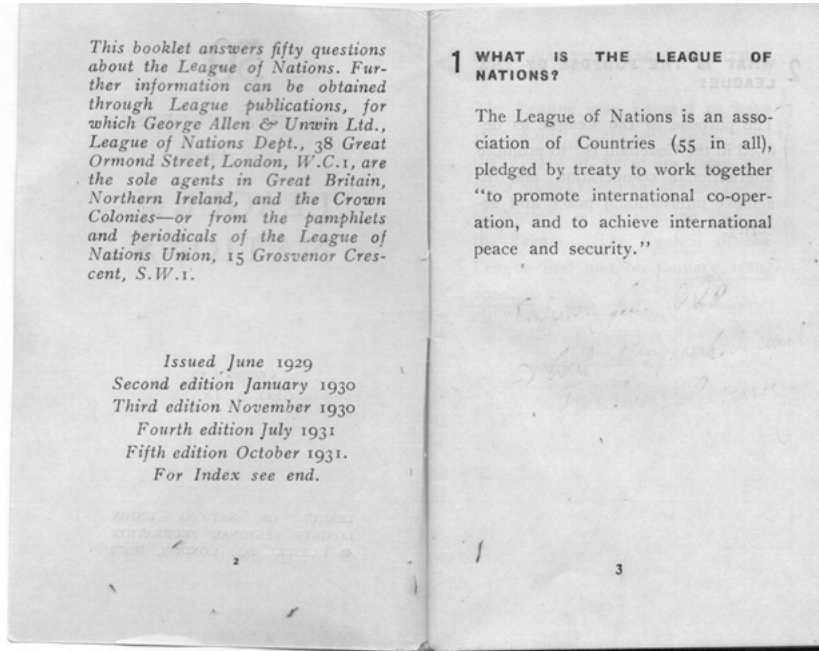 This booklet answers fifty questions
about the League of Nations. Fur-
ther information can be obtained
through League publications, for
which George Allen & Unwin Ltd.,
League of Nations Dept., 38 Great
Ormond Street, London, W.C.1, are
the sole agents in Great Britain,
Northern Ireland, and the Crown
Colonies—or from the pamphlets
and periodicals of the League of
Nations Union, 15 Grosvenor Cres-
cent, S.W.1.
Issued June 1929
Second edition January 1930
Third edition November 1930
Fourth edition July 1931
Fifth edition October 1931.
For Index see end.
2
1 WHAT IS THE LEAGUE OF
NATIONS?
The League of Nations is an asso-
ciation of Countries (55 in all),
pledged by treaty to work together
“to promote international co-oper-
ation, and to achieve international
peace and security.”
3